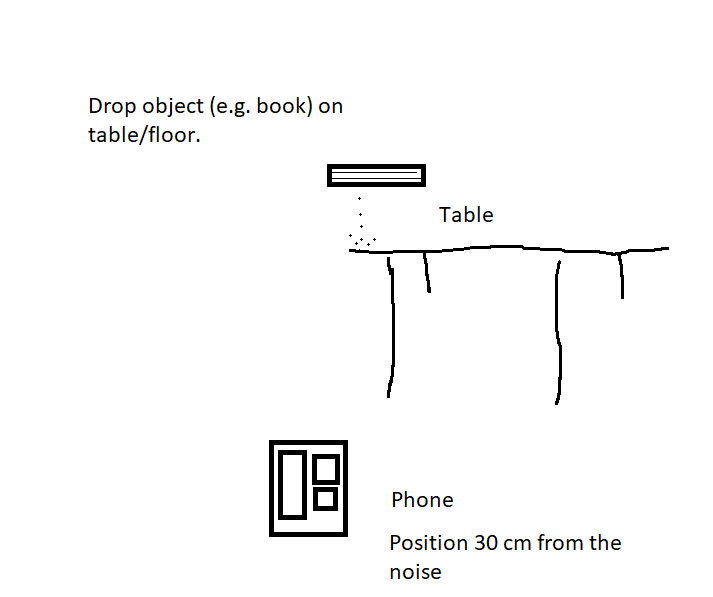 Drop object (e.g. book) on
table/floor.
Table
Phone
Position 30 cm from the
noise